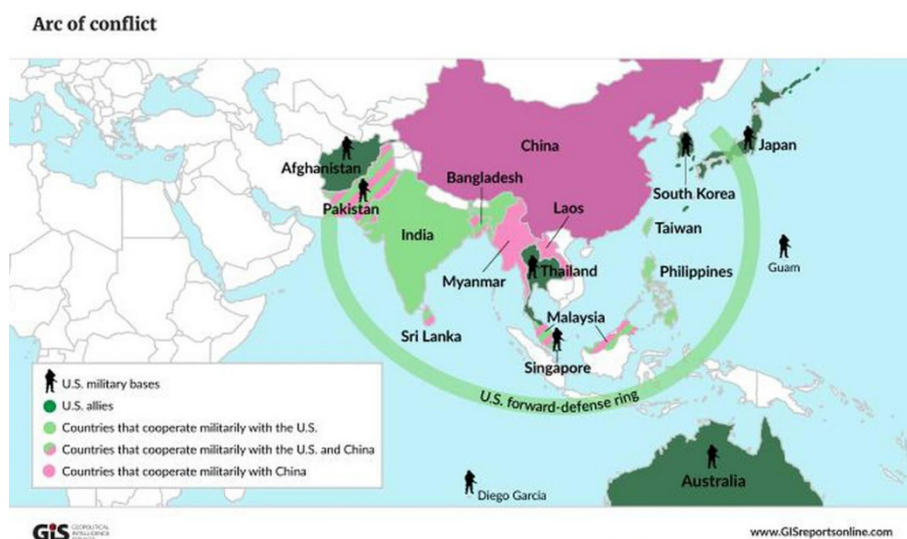 Arc of conflict
China
Japan
Afghanistan
Bangladesh
South Korea
Pakistan
Laos
India
Taiwan
Myanmar
Thailand
Philippines
Guam
Malaysia
Sri Lanka
Singapore
U.S. forward-defense ring
U.S. military bases
U.S. allies
Countries that cooperate militarily with the U.S.
Countries that cooperate militarily with the U.S. and China
Countries that cooperate militarily with China
Australia
Diego Garcia
GIS
GEOPOLITICAL
INTELLIGENCE
www.GISreportsonline.com